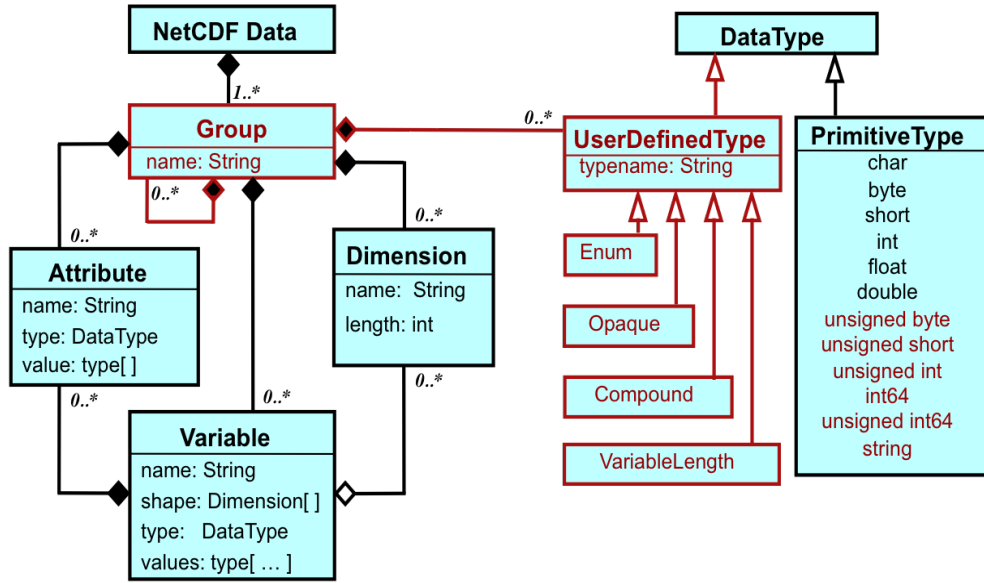 NetCDF Data
1..*
Group
name: String
0..*
0..*
0..*
0..*
0..*
Attribute
name: String
type: DataType
value: type[ ]
0..*
Dimension
name: String
length: int
0..*
Variable
name: String
shape: Dimension[ ]
type: DataType
values: type[ ... ]
DataType
UserDefinedType
typename: String
Enum
Opaque
Compound
VariableLength
PrimitiveType
char
byte
short
int
float
double
unsigned byte
unsigned short
unsigned int
int64
unsigned int64
string